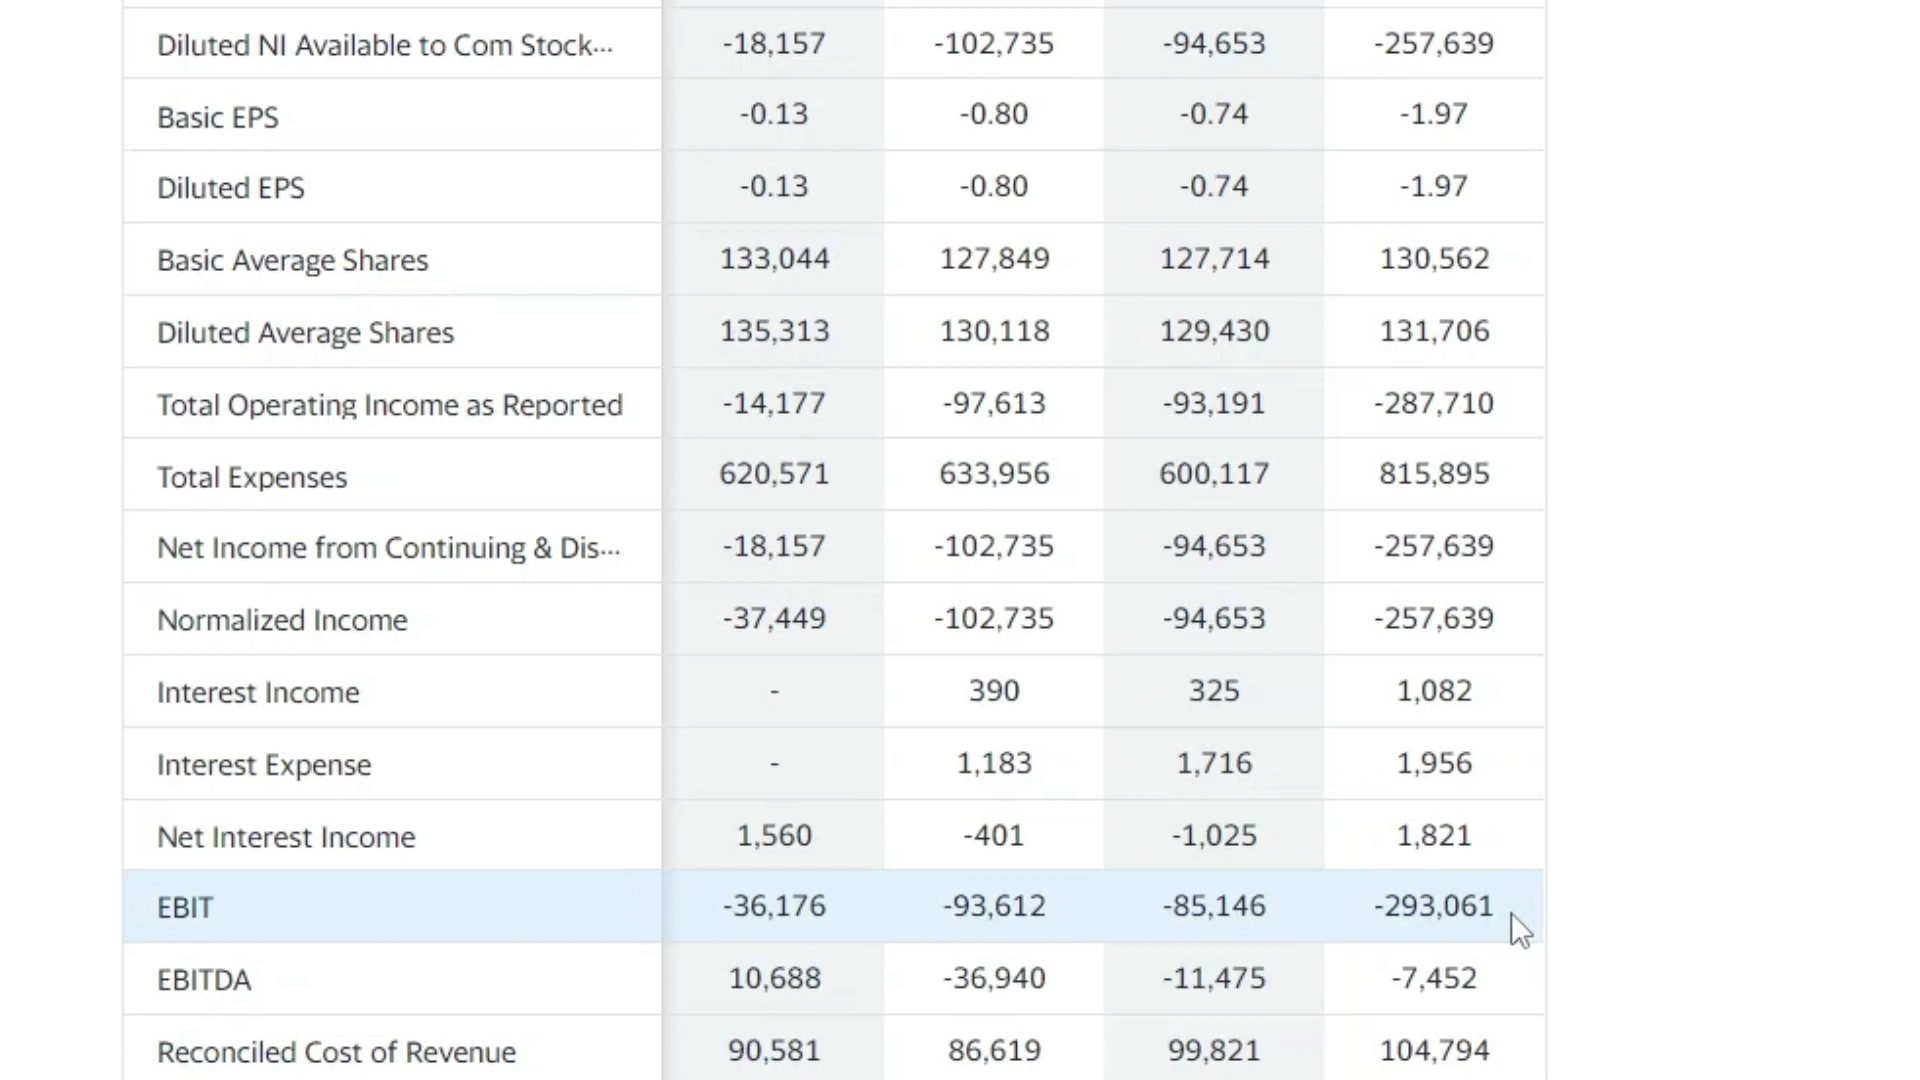 Diluted NI Available to Com Stock... -18,157 -102,735 -94,653 -257,639
Basic EPS -0.13 -0.80 -0.74 -1.97
Diluted EPS -0.13 -0.80 -0.74 -1.97
Basic Average Shares 133,044 127,849 127,714 130,562
Diluted Average Shares 135,313 130,118 129,430 131,706
Total Operating Income as Reported -14,177 -97,613 -93,191 -287,710
Total Expenses 620,571 633,956 600,117 815,895
Net Income from Continuing & Dis... -18,157 -102,735 -94,653 -257,639
Normalized Income -37,449 -102,735 -94,653 -257,639
Interest Income - 390 325 1,082
Interest Expense - 1,183 1,716 1,956
Net Interest Income 1,560 -401 -1,025 1,821
EBIT -36,176 -93,612 -85,146 -293,061
EBITDA 10,688 -36,940 -11,475 -7,452
Reconciled Cost of Revenue 90,581 86,619 99,821 104,794